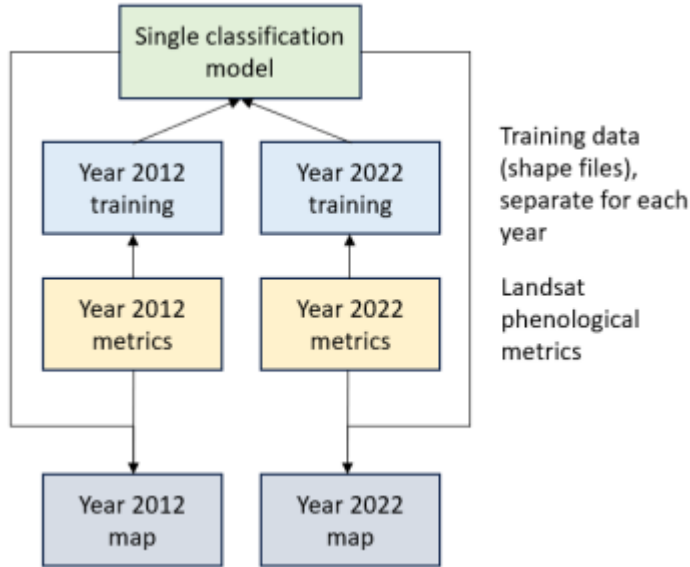 Single classification
model
Year 2012
training
Year 2022
training
Training data
(shape files),
separate for each
year
Year 2012
metrics
Year 2022
metrics
Landsat
phenological
metrics
Year 2012
map
Year 2022
map